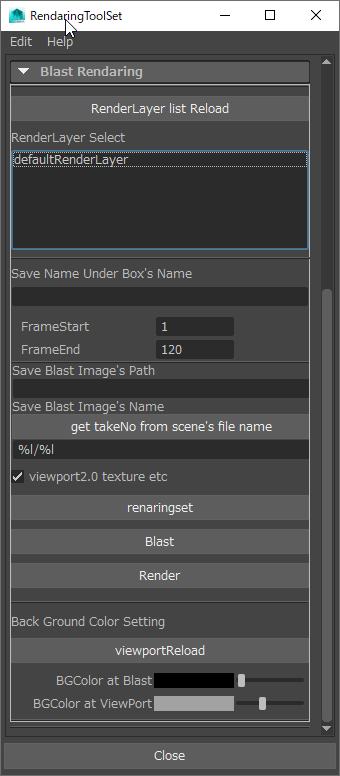 RendaringToolSet
Edit Help
Blast Rendaring
RenderLayer list Reload
RenderLayer Select
defaultRenderLayer
Save Name Under Box's Name
FrameStart 1
FrameEnd 120
Save Blast Image's Path
Save Blast Image's Name
get takeNo from scene's file name
%l/%l
viewport2.0 texture etc
renaringset
Blast
Render
Back Ground Color Setting
viewportReload
BGColor at Blast
BGColor at ViewPort
Close